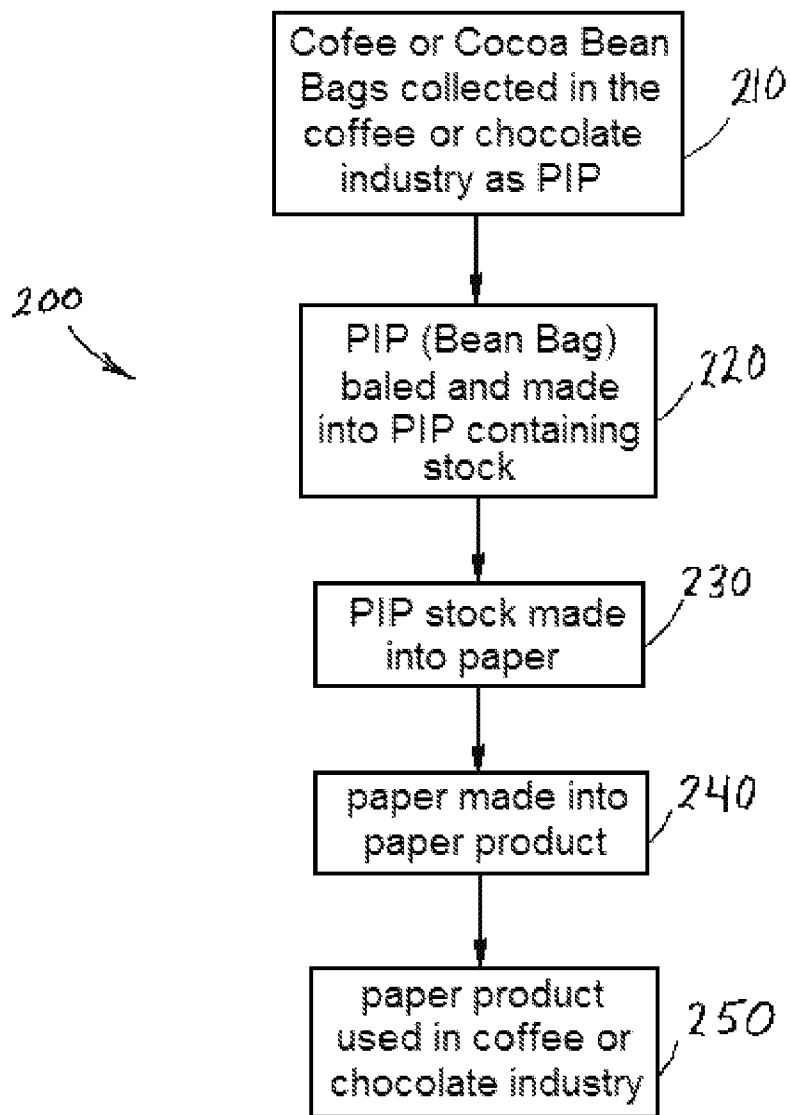 Cofee or Cocoa Bean
Bags collected in the
coffee or chocolate
industry as PIP
210
200
PIP (Bean Bag)
baled and made
into PIP containing
stock
220
PIP stock made
into paper
230
paper made into
paper product
240
paper product
used in coffee or
chocolate industry
250